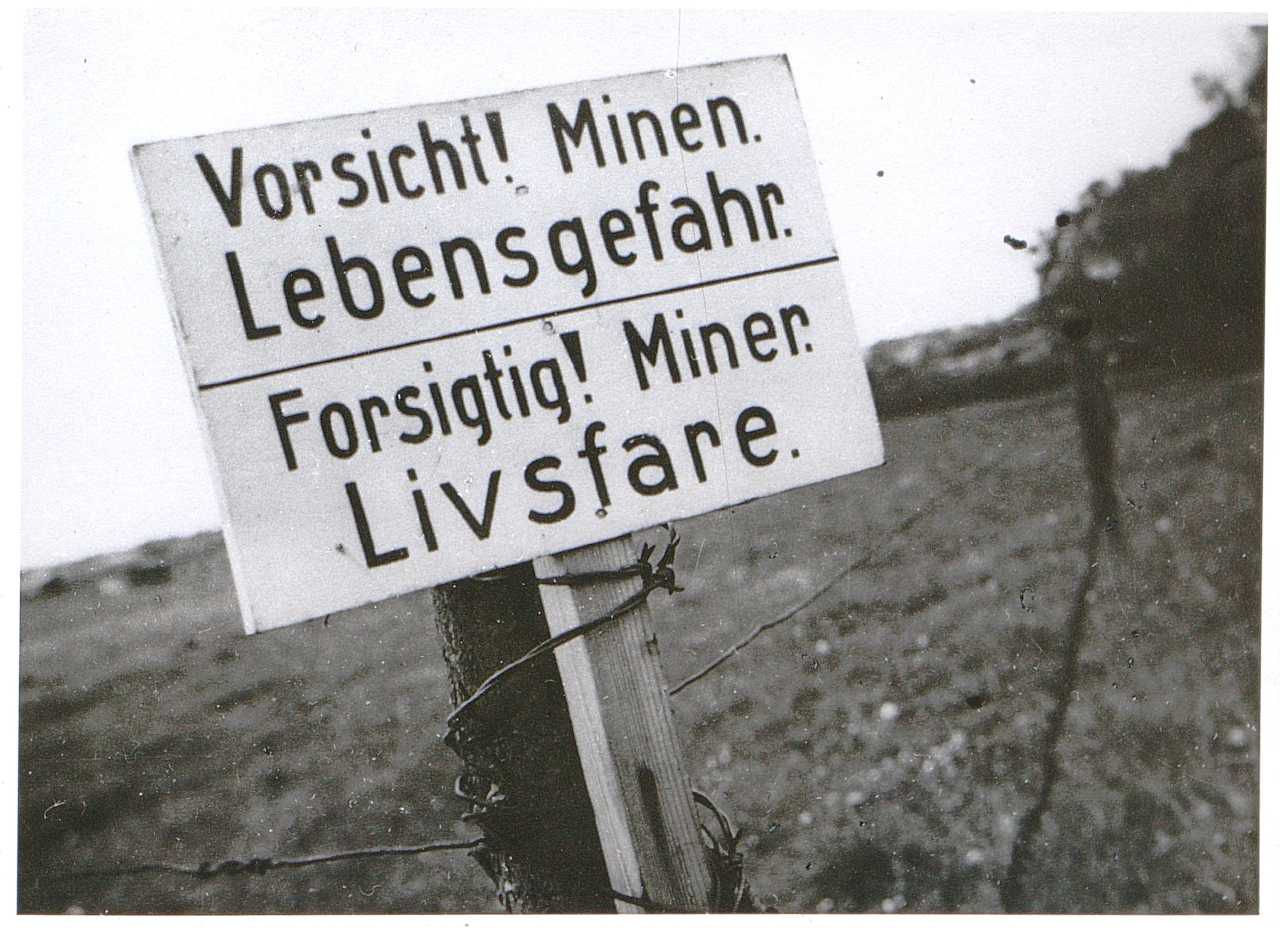 Vorsicht! Minen.
Lebensgefahr.
Forsigtig! Miner.
Livsfare.